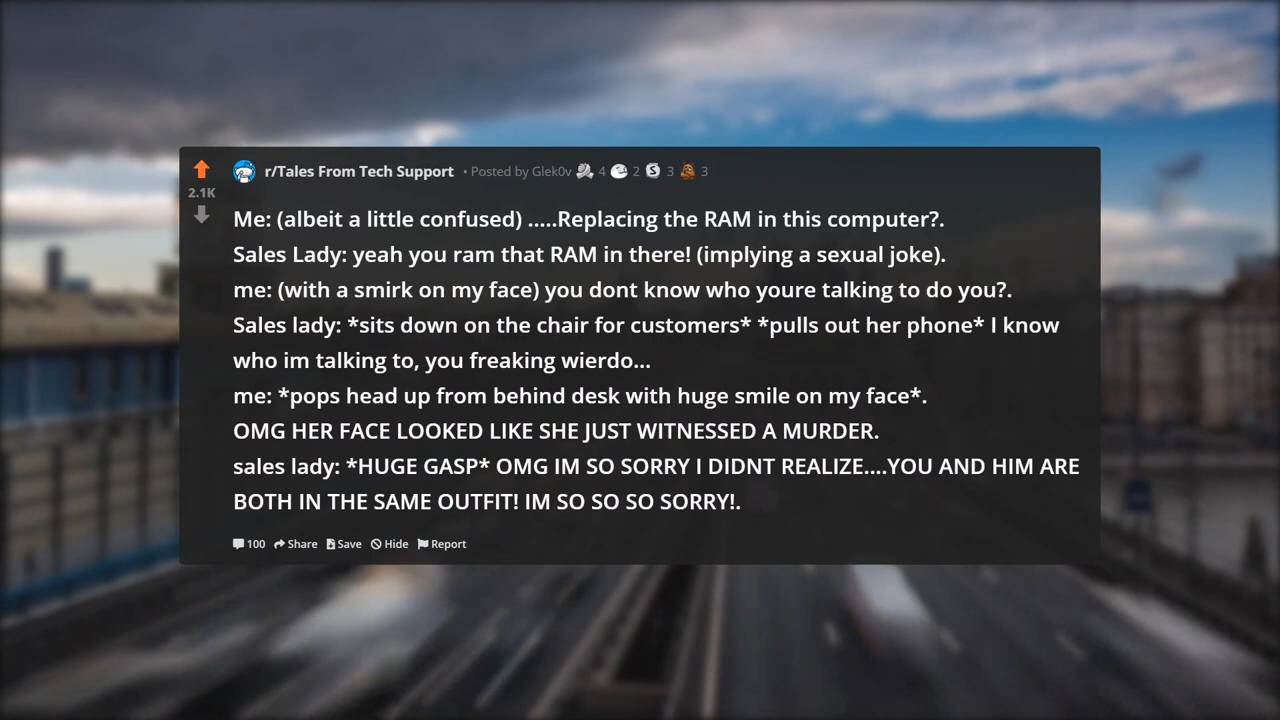 r/Tales From Tech Support • Posted by Glek0v 4 2 3 3
2.1K
Me: (albeit a little confused) .....Replacing the RAM in this computer?.
Sales Lady: yeah you ram that RAM in there! (implying a sexual joke).
me: (with a smirk on my face) you dont know who youre talking to do you?.
Sales lady: *sits down on the chair for customers* *pulls out her phone* I know
who im talking to, you freaking wierdo...
me: *pops head up from behind desk with huge smile on my face*.
OMG HER FACE LOOKED LIKE SHE JUST WITNESSED A MURDER.
sales lady: *HUGE GASP* OMG IM SO SORRY I DIDNT REALIZE....YOU AND HIM ARE
BOTH IN THE SAME OUTFIT! IM SO SO SO SORRY!.
100 Share Save Hide Report